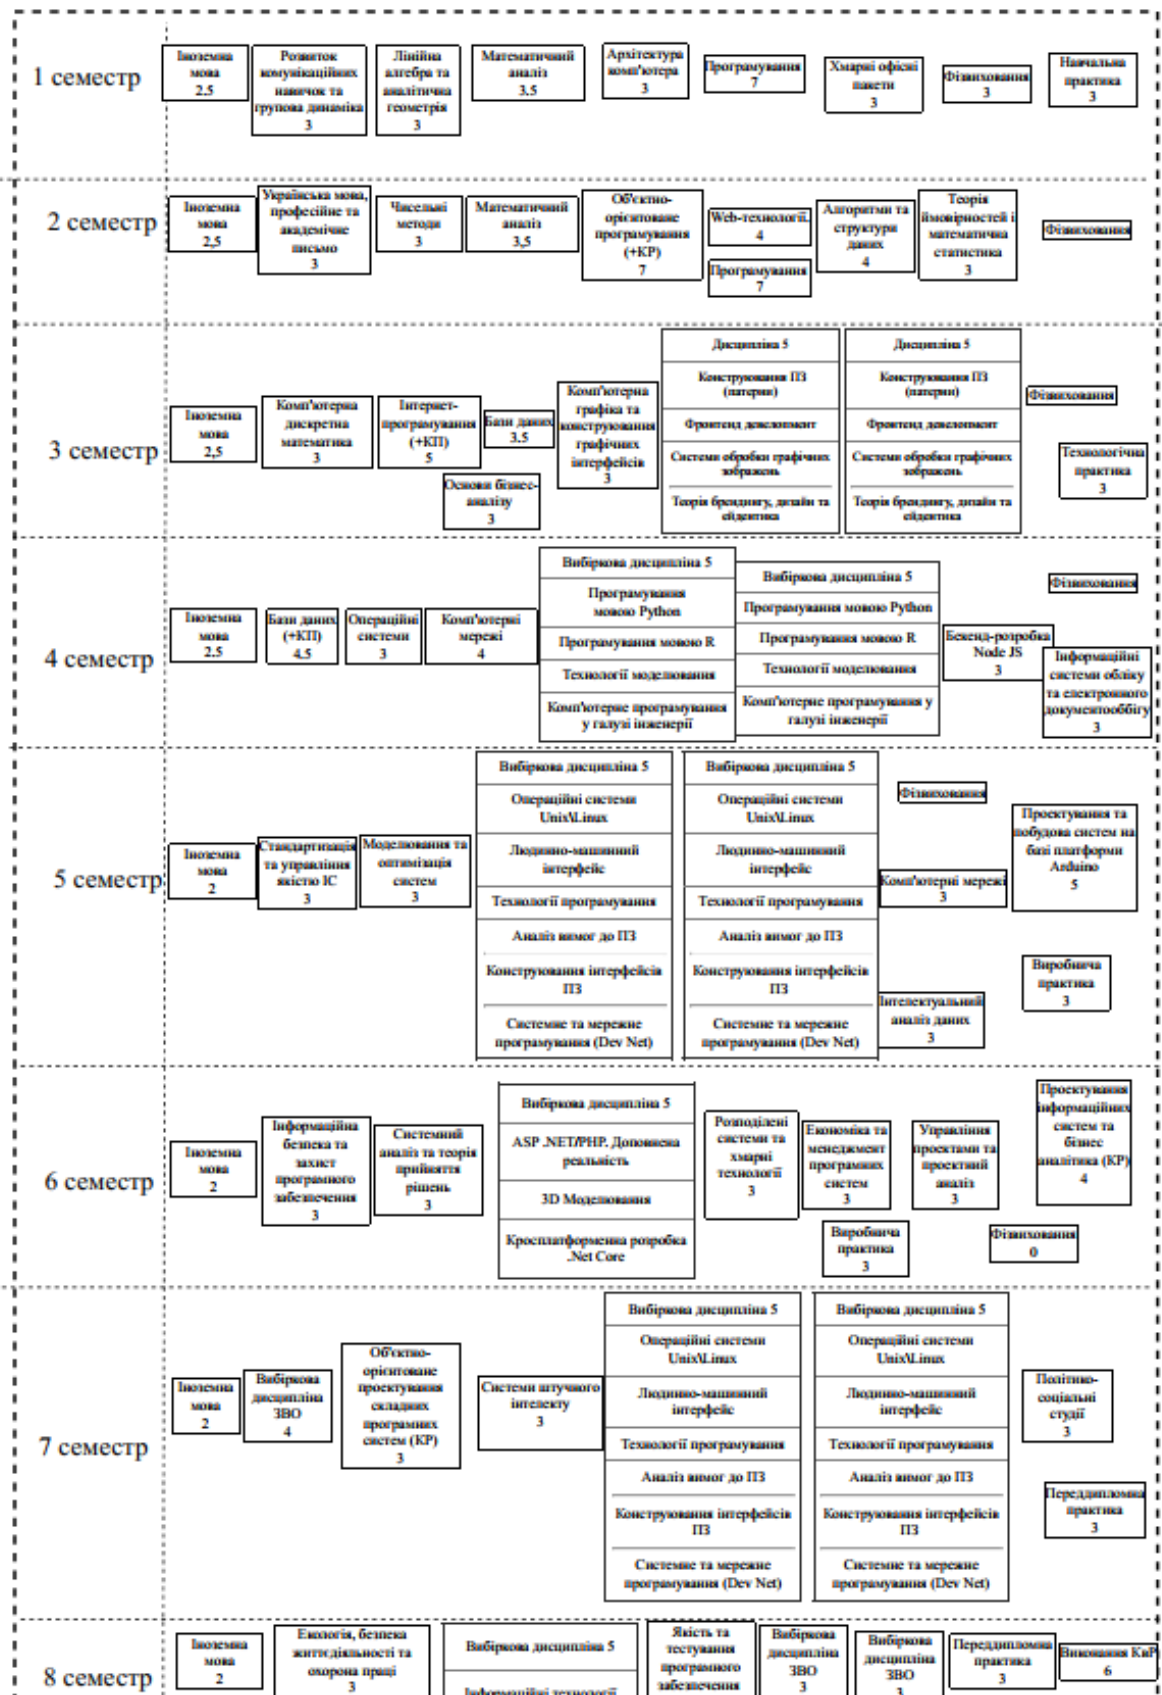 1 семестр
Іноземна
мова
2.5
Розвиток
комунікаційних
навичок та
групова динаміка
3
Лінійна
алгебра та
аналітична
геометрія
3
Математичний
аналіз
3.5
Архітектура
комп'ютера
3
Програмування
7
Хмарні офісні
пакети
3
Фізвиховання
3
Навчальна
практика
3
2 семестр
Іноземна
мова
2,5
Українська мова,
професійне та
академічне
письмо
3
Чисельні
методи
3
Математичний
аналіз
3,5
Об'єктно-
орієнтоване
програмування
(+КР)
7
Web-технології.
4
Програмування
7
Алгоритми та
структури
даних
4
Теорія
ймовірностей і
математична
статистика
3
Фізвиховання
3 семестр
Іноземна
мова
2,5
Комп'ютерна
дискретна
математика
3
Інтернет-
програмування
(+КП)
5
Бази даних
3.5
Основи бізнес-
аналізу
3
Комп'ютерна
графіка та
конструювання
графічних
інтерфейсів
3
Дисципліна 5
Конструювання ПЗ
(патерни)
Фронтенд девелопмент
Системи обробки графічних
зображень
Теорія брендингу, дизайн та
ейдентика
Дисципліна 5
Конструювання ПЗ
(патерни)
Фронтенд девелопмент
Системи обробки графічних
зображень
Теорія брендингу, дизайн та
ейдентика
Фізвиховання
Технологічна
практика
3
4 семестр
Іноземна
мова
2.5
Бази даних
(+КП)
4.5
Операційні
системи
3
Комп'ютерні
мережі
4
Вибіркова дисципліна 5
Програмування
мовою Python
Програмування мовою R
Технології моделювання
Комп'ютерне програмування
у галузі інженерії
Вибіркова дисципліна 5
Програмування мовою Python
Програмування мовою R
Технології моделювання
Комп'ютерне програмування у
галузі інженерії
Бекенд-розробка
Node JS
3
Фізвиховання
Інформаційні
системи обліку
та електронного
документооббігу
3
5 семестр
Іноземна
мова
2
Стандартизація
та управління
якістю ІС
3
Моделювання та
оптимізація
систем
3
Вибіркова дисципліна 5
Операційні системи
Unix\Linux
Людинно-машинний
інтерфейс
Технології програмування
Аналіз вимог до ПЗ
Конструювання інтерфейсів
ПЗ
Системне та мережне
програмування (Dev Net)
Вибіркова дисципліна 5
Операційні системи
Unix\Linux
Людинно-машинний
інтерфейс
Технології програмування
Аналіз вимог до ПЗ
Конструювання інтерфейсів
ПЗ
Системне та мережне
програмування (Dev Net)
Фізвиховання
Комп'ютерні мережі
3
Інтелектуальний
аналіз даних
3
Проектування та
побудова систем на
базі платформи
Arduino
5
Виробнича
практика
3
6 семестр
Іноземна
мова
2
Інформаційна
безпека та
захист
програмного
забезпечення
3
Системний
аналіз та теорія
прийняття
рішень
3
Вибіркова дисципліна 5
ASP .NET/PHP. Доповнена
реальність
3D Моделювання
Кросплатформенна розробка
.Net Core
Розподілені
системи та
хмарні
технології
3
Економіка та
менеджмент
програмних
систем
3
Управління
проектами та
проектний
аналіз
3
Проектування
інформаційних
систем та
бізнес
аналітика (КР)
4
Виробнича
практика
3
Фізвиховання
0
7 семестр
Іноземна
мова
2
Вибіркова
дисципліна
ЗВО
4
Об'єктно-
орієнтоване
проектування
складних
програмних
систем (КР)
3
Системи штучного
інтелекту
3
Вибіркова дисципліна 5
Операційні системи
Unix\Linux
Людинно-машинний
інтерфейс
Технології програмування
Аналіз вимог до ПЗ
Конструювання інтерфейсів
ПЗ
Системне та мережне
програмування (Dev Net)
Вибіркова дисципліна 5
Операційні системи
Unix\Linux
Людинно-машинний
інтерфейс
Технології програмування
Аналіз вимог до ПЗ
Конструювання інтерфейсів
ПЗ
Системне та мережне
програмування (Dev Net)
Політико-
соціальні
студії
3
Переддипломна
практика
3
8 семестр
Іноземна
мова
2
Екологія, безпека
життєдіяльності та
охорона праці
3
Вибіркова дисципліна 5
Інформаційні технології
Якість та
тестування
програмного
забезпечення
Вибіркова
дисципліна
ЗВО
3
Вибіркова
дисципліна
ЗВО
3
Переддипломна
практика
3
Виконання КвР
6